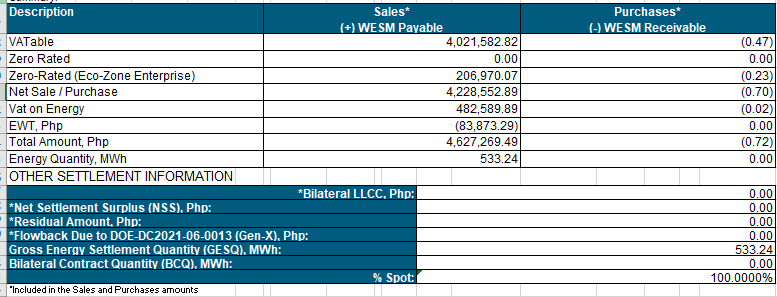 Description Sales* Purchases*
(+) WESM Payable (-) WESM Receivable
VATable 4,021,582.82 (0.47)
Zero Rated 0.00 0.00
Zero-Rated (Eco-Zone Enterprise) 206,970.07 (0.23)
Net Sale / Purchase 4,228,552.89 (0.70)
Vat on Energy 482,589.89 (0.02)
EWT, Php (83,873.29) 0.00
Total Amount, Php 4,627,269.49 (0.72)
Energy Quantity, MWh 533.24 0.00
OTHER SETTLEMENT INFORMATION
*Bilateral LLCC, Php: 0.00
*Net Settlement Surplus (NSS), Php: 0.00
*Residual Amount, Php: 0.00
*Flowback Due to DOE-DC2021-06-0013 (Gen-X), Php: 0.00
Gross Energy Settlement Quantity (GESQ), MWh: 533.24
Bilateral Contract Quantity (BCQ), MWh: 0.00
% Spot: 100.0000%
*Included in the Sales and Purchases amounts